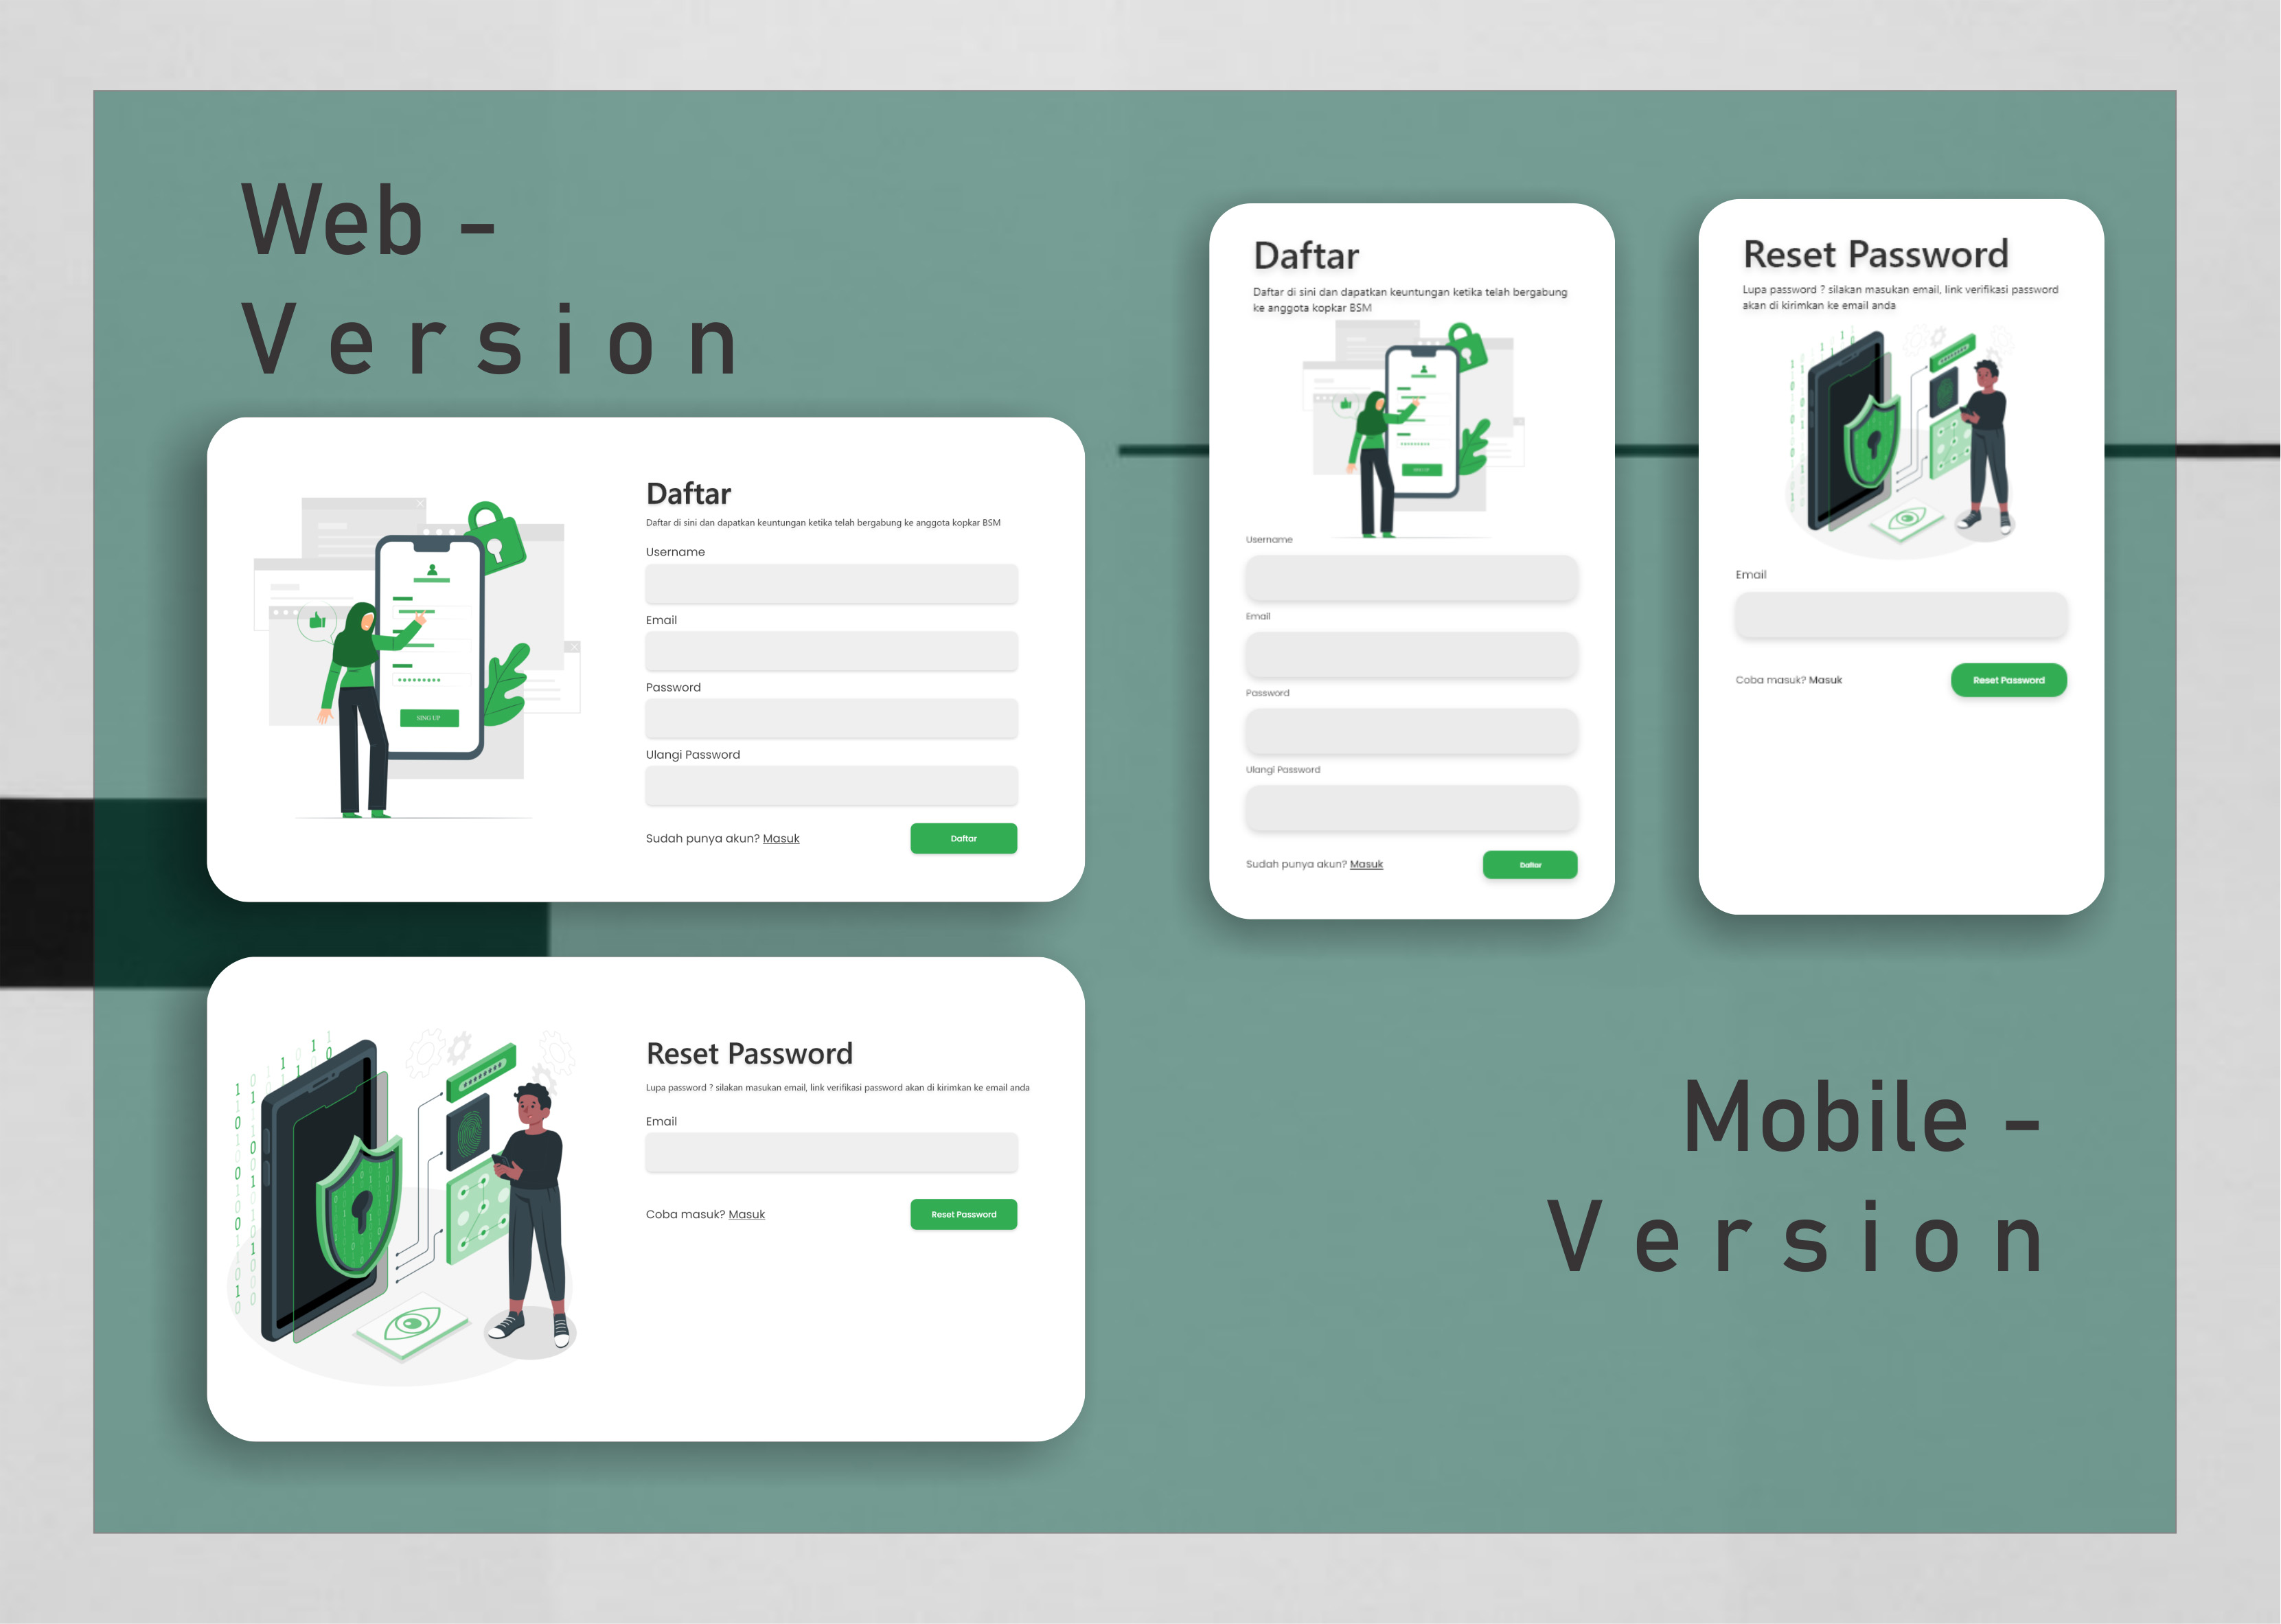 Web -
Version
Daftar
Daftar di sini dan dapatkan keuntungan ketika telah bergabung ke anggota kopkar BSM
Username
Email
Password
Ulangi Password
Sudah punya akun? Masuk
Daftar
SING UP
Reset Password
Lupa password ? silakan masukan email, link verifikasi password akan di kirimkan ke email anda
Email
Coba masuk? Masuk
Reset Password
Daftar
Daftar di sini dan dapatkan keuntungan ketika telah bergabung
ke anggota kopkar BSM
SING UP
Username
Email
Password
Ulangi Password
Sudah punya akun? Masuk
Daftar
Reset Password
Lupa password ? silakan masukan email, link verifikasi password
akan di kirimkan ke email anda
Email
Coba masuk? Masuk
Reset Password
Mobile -
Version